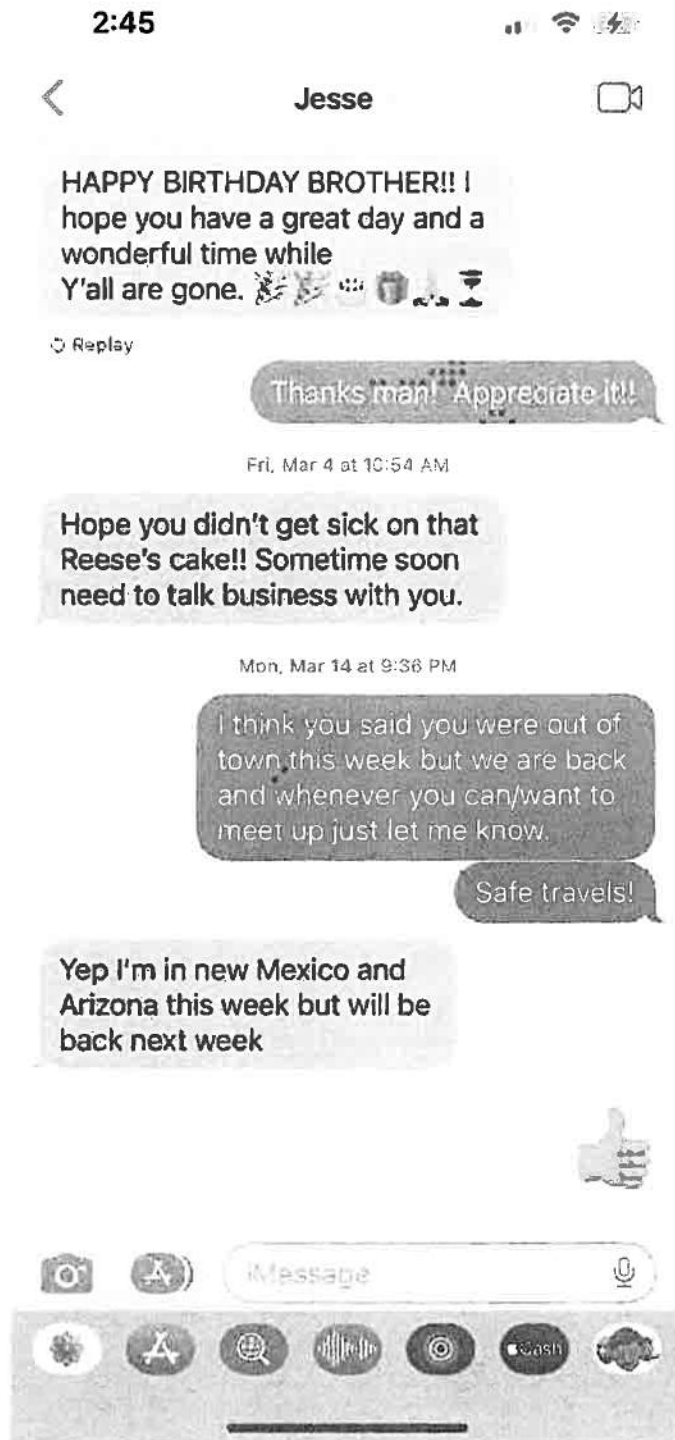 2:45
Jesse
HAPPY BIRTHDAY BROTHER!! I
hope you have a great day and a
wonderful time while
Y'all are gone.
Replay
Thanks man! Appreciate it!!
Fri, Mar 4 at 10:54 AM
Hope you didn't get sick on that
Reese's cake!! Sometime soon
need to talk business with you.
Mon, Mar 14 at 9:36 PM
I think you said you were out of
town this week but we are back
and whenever you can/want to
meet up just let me know.
Safe travels!
Yep I'm in new Mexico and
Arizona this week but will be
back next week
iMessage
Cash